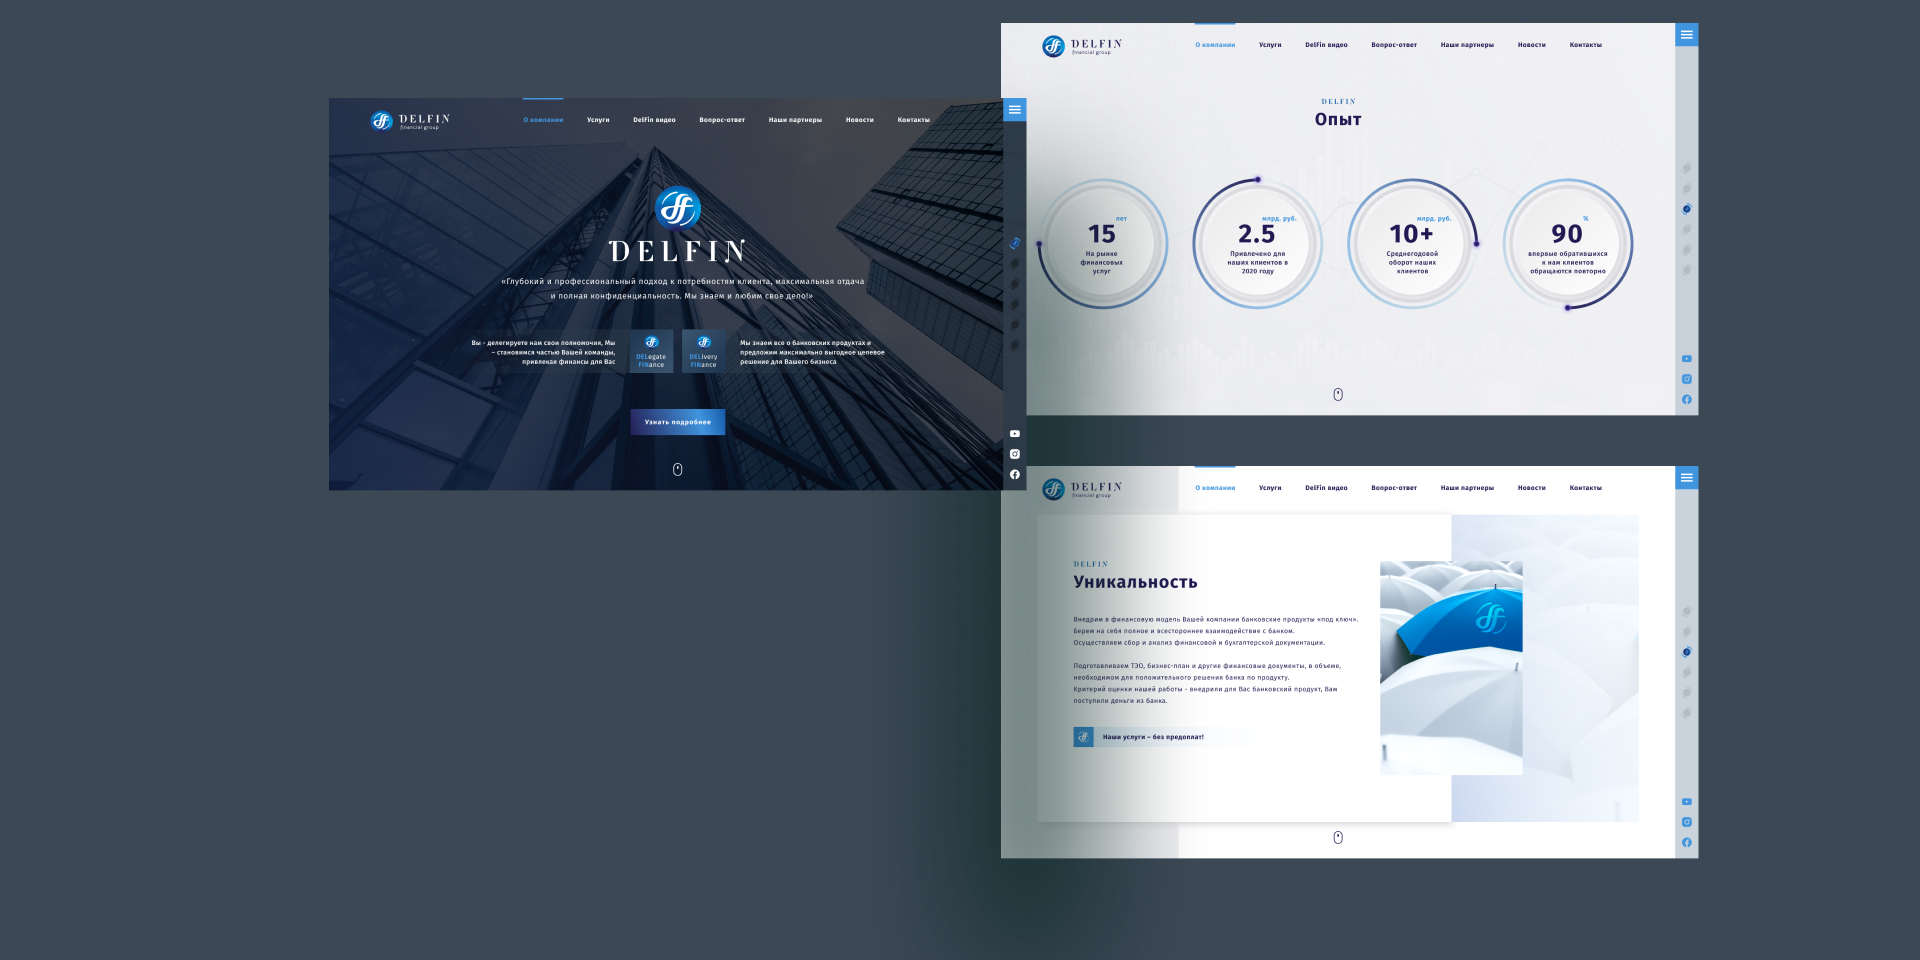 DELFIN
financial group
О компании
Услуги
DelFin видео
Вопрос-ответ
Наши партнеры
Новости
Контакты
DELFIN
«Глубокий и профессиональный подход к потребностям клиента, максимальная отдача
и полная конфиденциальность. Мы знаем и любим свое дело!»
Вы - делегируете нам свои полномочия, Мы
– становимся частью Вашей команды,
привлекая финансы для Вас
DELegate
FINance
DELivery
FINance
Мы знаем все о банковских продуктах и
предложим максимально выгодное целевое
решение для Вашего бизнеса
Узнать подробнее
DELFIN
financial group
О компании
Услуги
DelFin видео
Вопрос-ответ
Наши партнеры
Новости
Контакты
DELFIN
Опыт
лет
15
На рынке
финансовых
услуг
млрд. руб.
2.5
Привлечено для
наших клиентов в
2020 году
млрд. руб.
10+
Среднегодовой
оборот наших
клиентов
%
90
впервые обратившихся
к нам клиентов
обращаются повторно
DELFIN
financial group
О компании
Услуги
DelFin видео
Вопрос-ответ
Наши партнеры
Новости
Контакты
DELFIN
Уникальность
Внедрим в финансовую модель Вашей компании банковские продукты «под ключ».
Берем на себя полное и всестороннее взаимодействие с банком.
Осуществляем сбор и анализ финансовой и бухгалтерской документации.
Подготавливаем ТЭО, бизнес-план и другие финансовые документы, в объеме,
необходимом для положительного решения банка по продукту.
Критерий оценки нашей работы - внедрили для Вас банковский продукт, Вам
поступили деньги из банка.
Наши услуги – без предоплат!